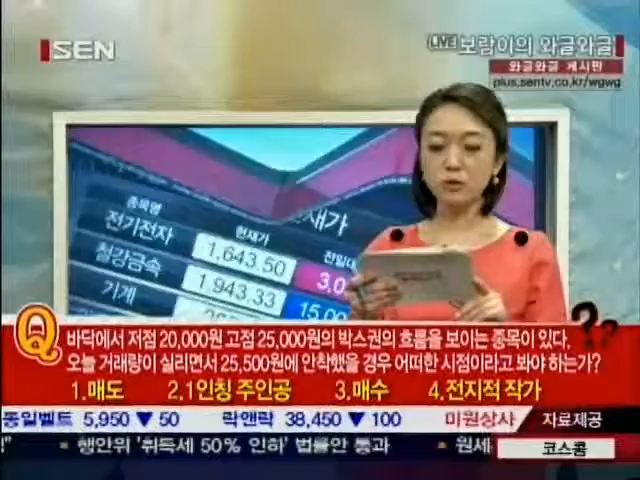 SEN
LIVE 보람이의 와글와글
와글와글 게시판
plus.sentv.co.kr/wgwg
종목명
현재가
전일대
전기전자
1,643.50
3.0
철강금속
1,943.33
15.00
기계
Q 바닥에서 저점 20,000원 고점 25,000원의 박스권의 흐름을 보이는 종목이 있다.
오늘 거래량이 실리면서 25,500원에 안착했을 경우 어떠한 시점이라고 봐야 하는가?
??
1.매도 2.1인칭 주인공 3.매수 4.전지적 작가
동일벨트 5,950 ▼ 50 락앤락 38,450 ▼ 100 미원상사 자료제공
" ■ 행안위 '취득세 50% 인하' 법률안 통과 ■ 원세 코스콤